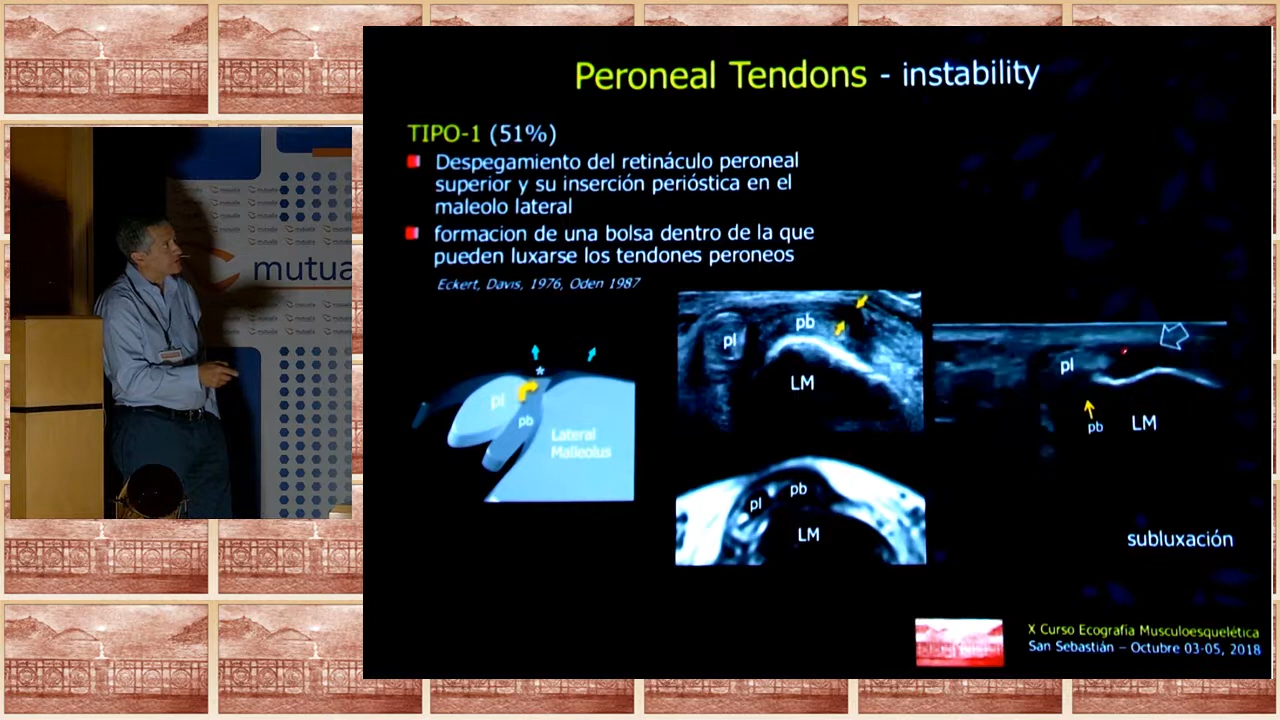 Peroneal Tendons - instability
TIPO-1 (51%)
Despegamiento del retináculo peroneal
superior y su inserción perióstica en el
maleolo lateral
formacion de una bolsa dentro de la que
pueden luxarse los tendones peroneos
Eckert, Davis, 1976, Oden 1987
*
pl
pb
Lateral
Malleolus
pl
pb
LM
pl
pb
LM
pl
pb
LM
subluxación
X Curso Ecografía Musculoesquelética
San Sebastián – Octubre 03-05, 2018
mutua